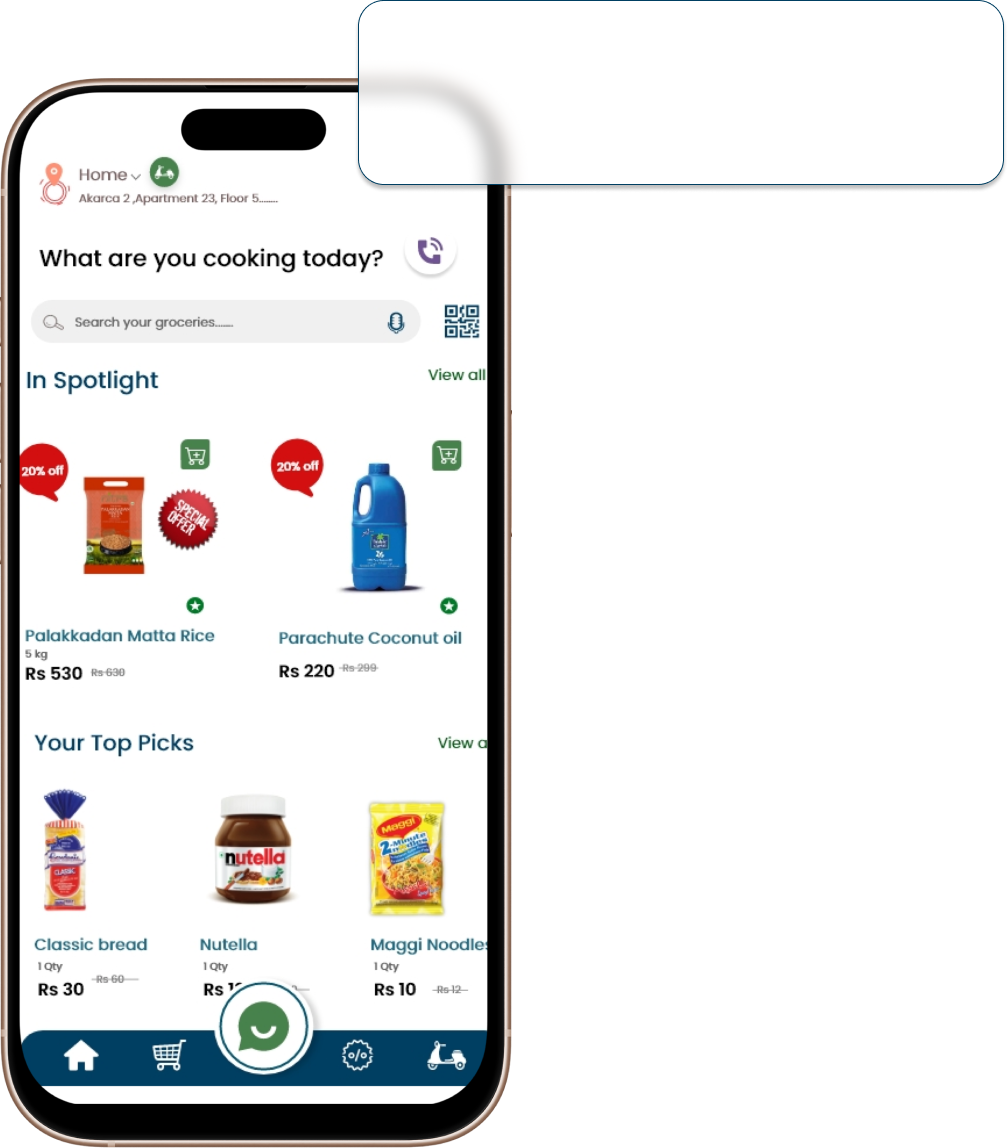 Home
Akarca 2 ,Apartment 23, Floor 5........
What are you cooking today?
Search your groceries.......
In Spotlight
View all
20% off
20% off
SPECIAL
OFFER
Palakkadan Matta Rice
5 kg
Rs 530 Rs 630
Parachute Coconut oil
Rs 220 Rs 299
Your Top Picks
View a
CLASSIC
nutella
Maggi
2-Minute
noodles
Classic bread
Nutella
Maggi Noodles
1 Qty
1 Qty
1 Qty
Rs 60
Rs 30
Rs
Rs 10 Rs 12